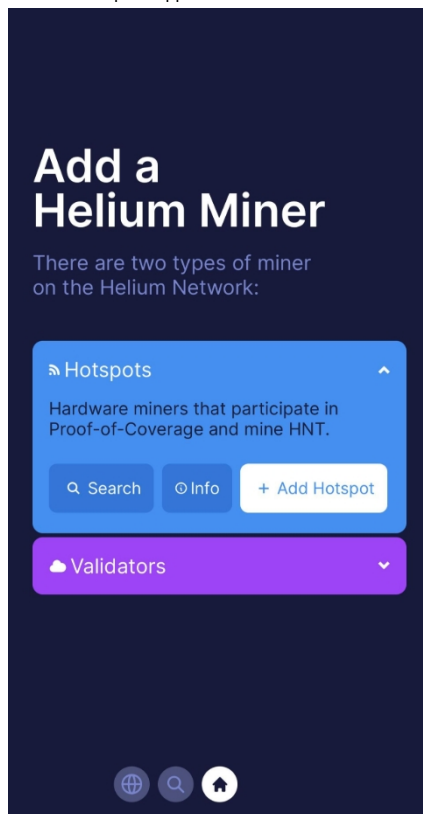 Add a
Helium Miner
There are two types of miner
on the Helium Network:
Hotspots
Hardware miners that participate in
Proof-of-Coverage and mine HNT.
Search Info + Add Hotspot
Validators